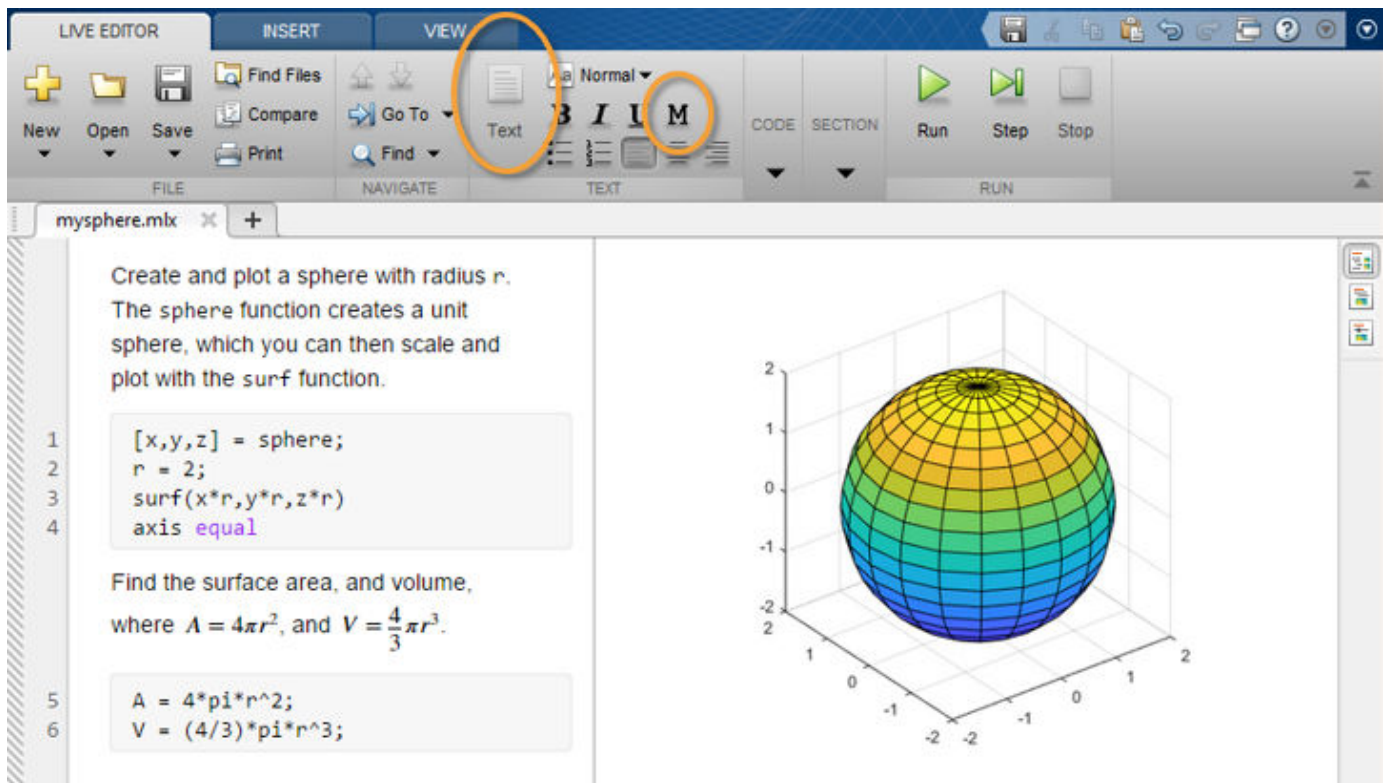 LIVE EDITOR INSERT VIEW
Find Files
Compare
Print
New Open Save
FILE
Go To
Find
NAVIGATE
Text
Aa Normal
B I U M
TEXT
CODE SECTION
Run Step Stop
RUN
mysphere.mlx
Create and plot a sphere with radius r.
The sphere function creates a unit
sphere, which you can then scale and
plot with the surf function.
1 [x,y,z] = sphere;
2 r = 2;
3 surf(x*r,y*r,z*r)
4 axis equal
Find the surface area, and volume,
where A = 4πr², and V = 4/3 πr³.
5 A = 4*pi*r^2;
6 V = (4/3)*pi*r^3;
2
1
0
-1
-2
2
1
0
-1
-2
-2
-1
0
1
2